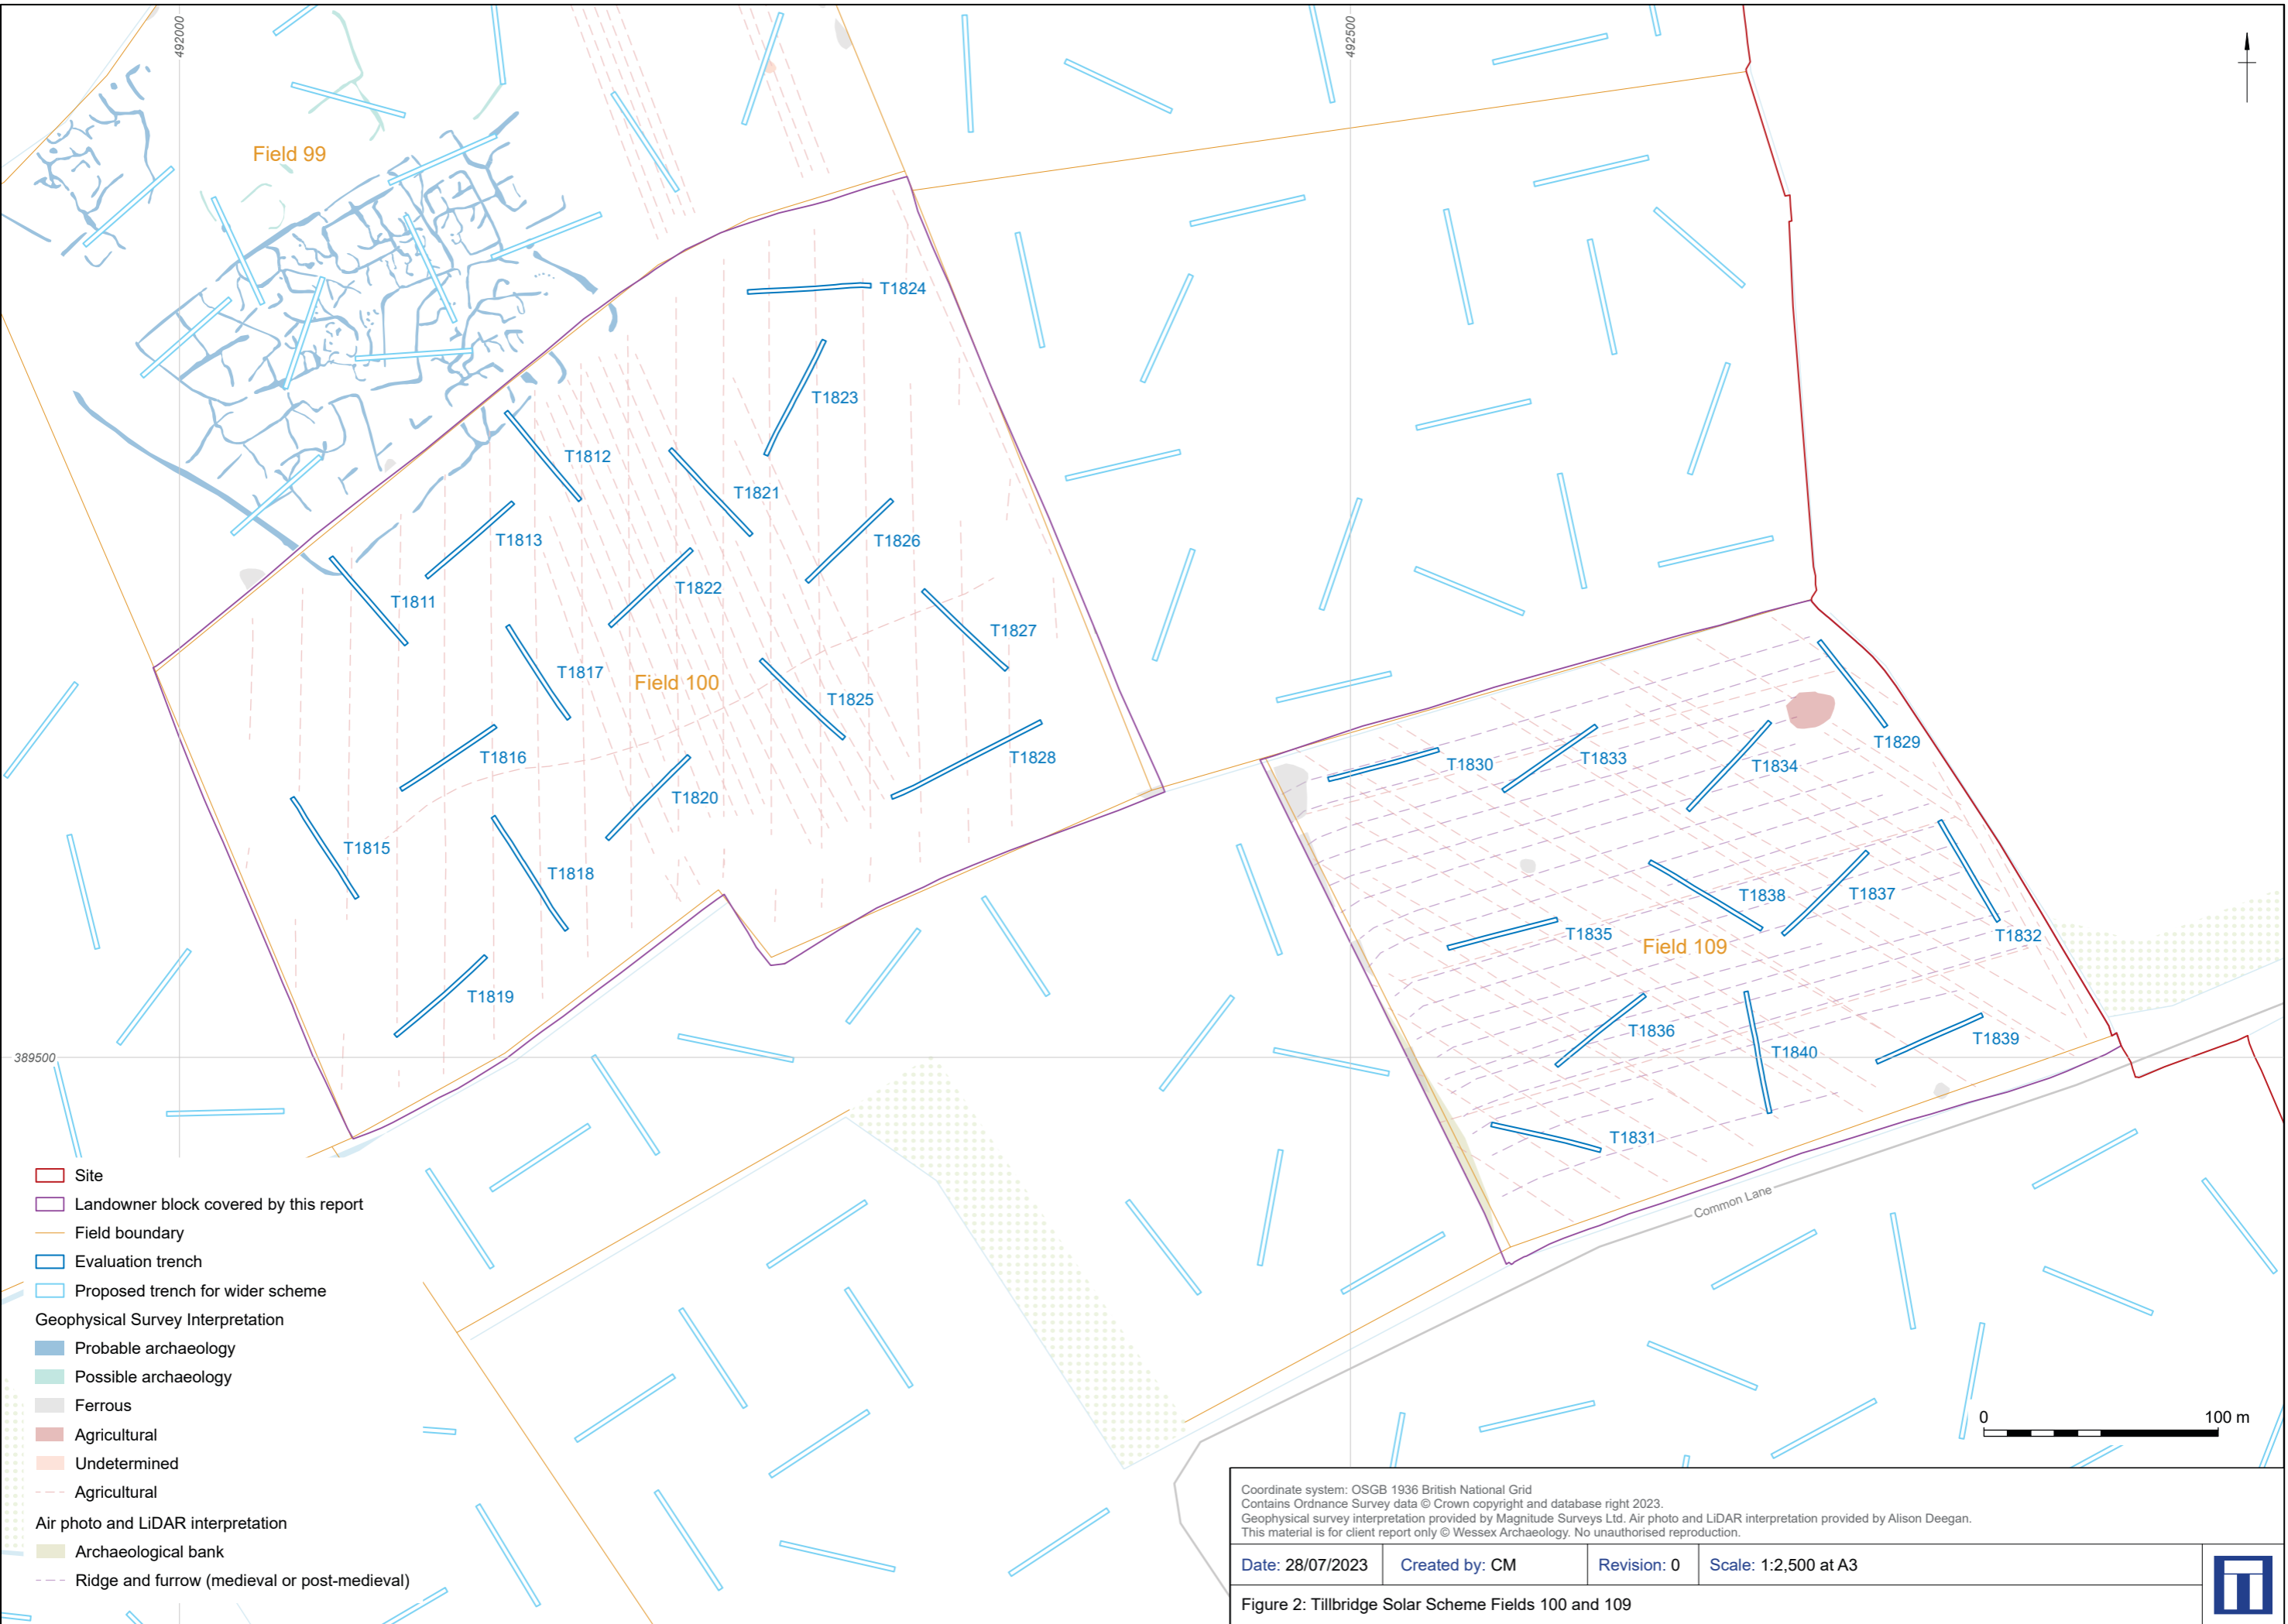 492000
492500
Field 99
T1824
T1823
T1812
T1821
T1813
T1826
T1822
T1811
T1827
T1817
Field 100
T1825
T1816
T1828
T1820
T1815
T1818
T1819
T1829
T1830
T1833
T1834
T1838
T1837
T1835
T1832
Field 109
T1836
T1840
T1839
T1831
389500
Common Lane
Site
Landowner block covered by this report
Field boundary
Evaluation trench
Proposed trench for wider scheme
Geophysical Survey Interpretation
Probable archaeology
Possible archaeology
Ferrous
Agricultural
Undetermined
Agricultural
Air photo and LiDAR interpretation
Archaeological bank
Ridge and furrow (medieval or post-medieval)
0 100 m
Coordinate system: OSGB 1936 British National Grid
Contains Ordnance Survey data © Crown copyright and database right 2023.
Geophysical survey interpretation provided by Magnitude Surveys Ltd. Air photo and LiDAR interpretation provided by Alison Deegan.
This material is for client report only © Wessex Archaeology. No unauthorised reproduction.
Date: 28/07/2023 Created by: CM Revision: 0 Scale: 1:2,500 at A3
Figure 2: Tillbridge Solar Scheme Fields 100 and 109